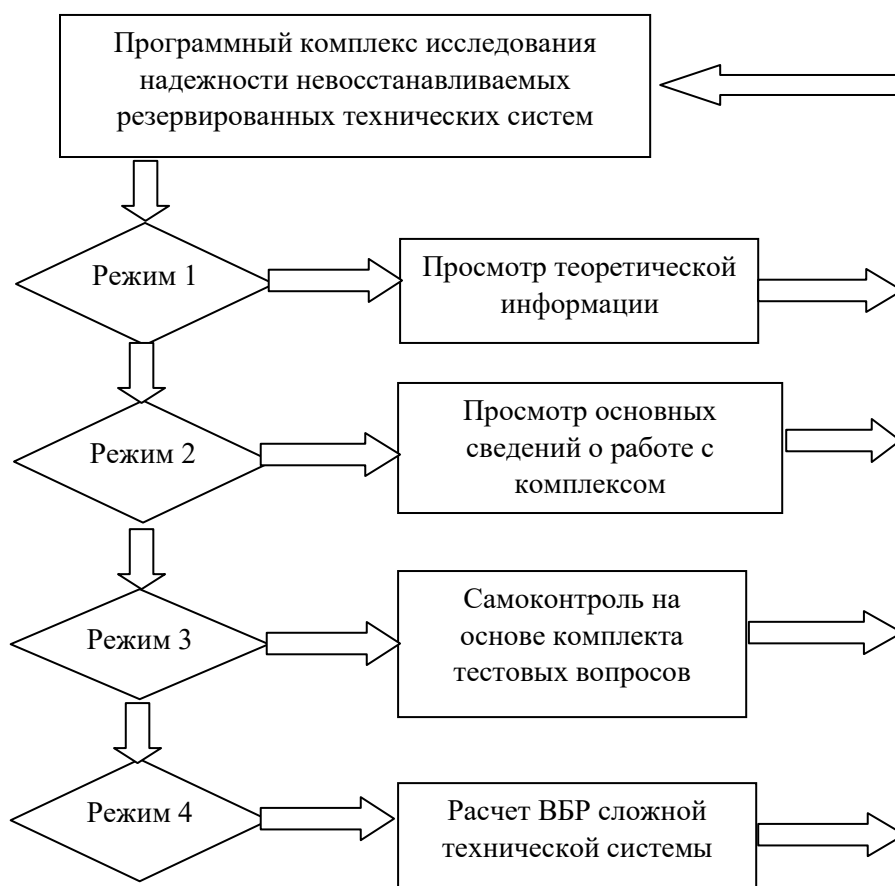 Программный комплекс исследования
надежности невосстанавливаемых
резервированных технических систем
Режим 1
Просмотр теоретической
информации
Режим 2
Просмотр основных
сведений о работе с
комплексом
Режим 3
Самоконтроль на
основе комплекта
тестовых вопросов
Режим 4
Расчет ВБР сложной
технической системы